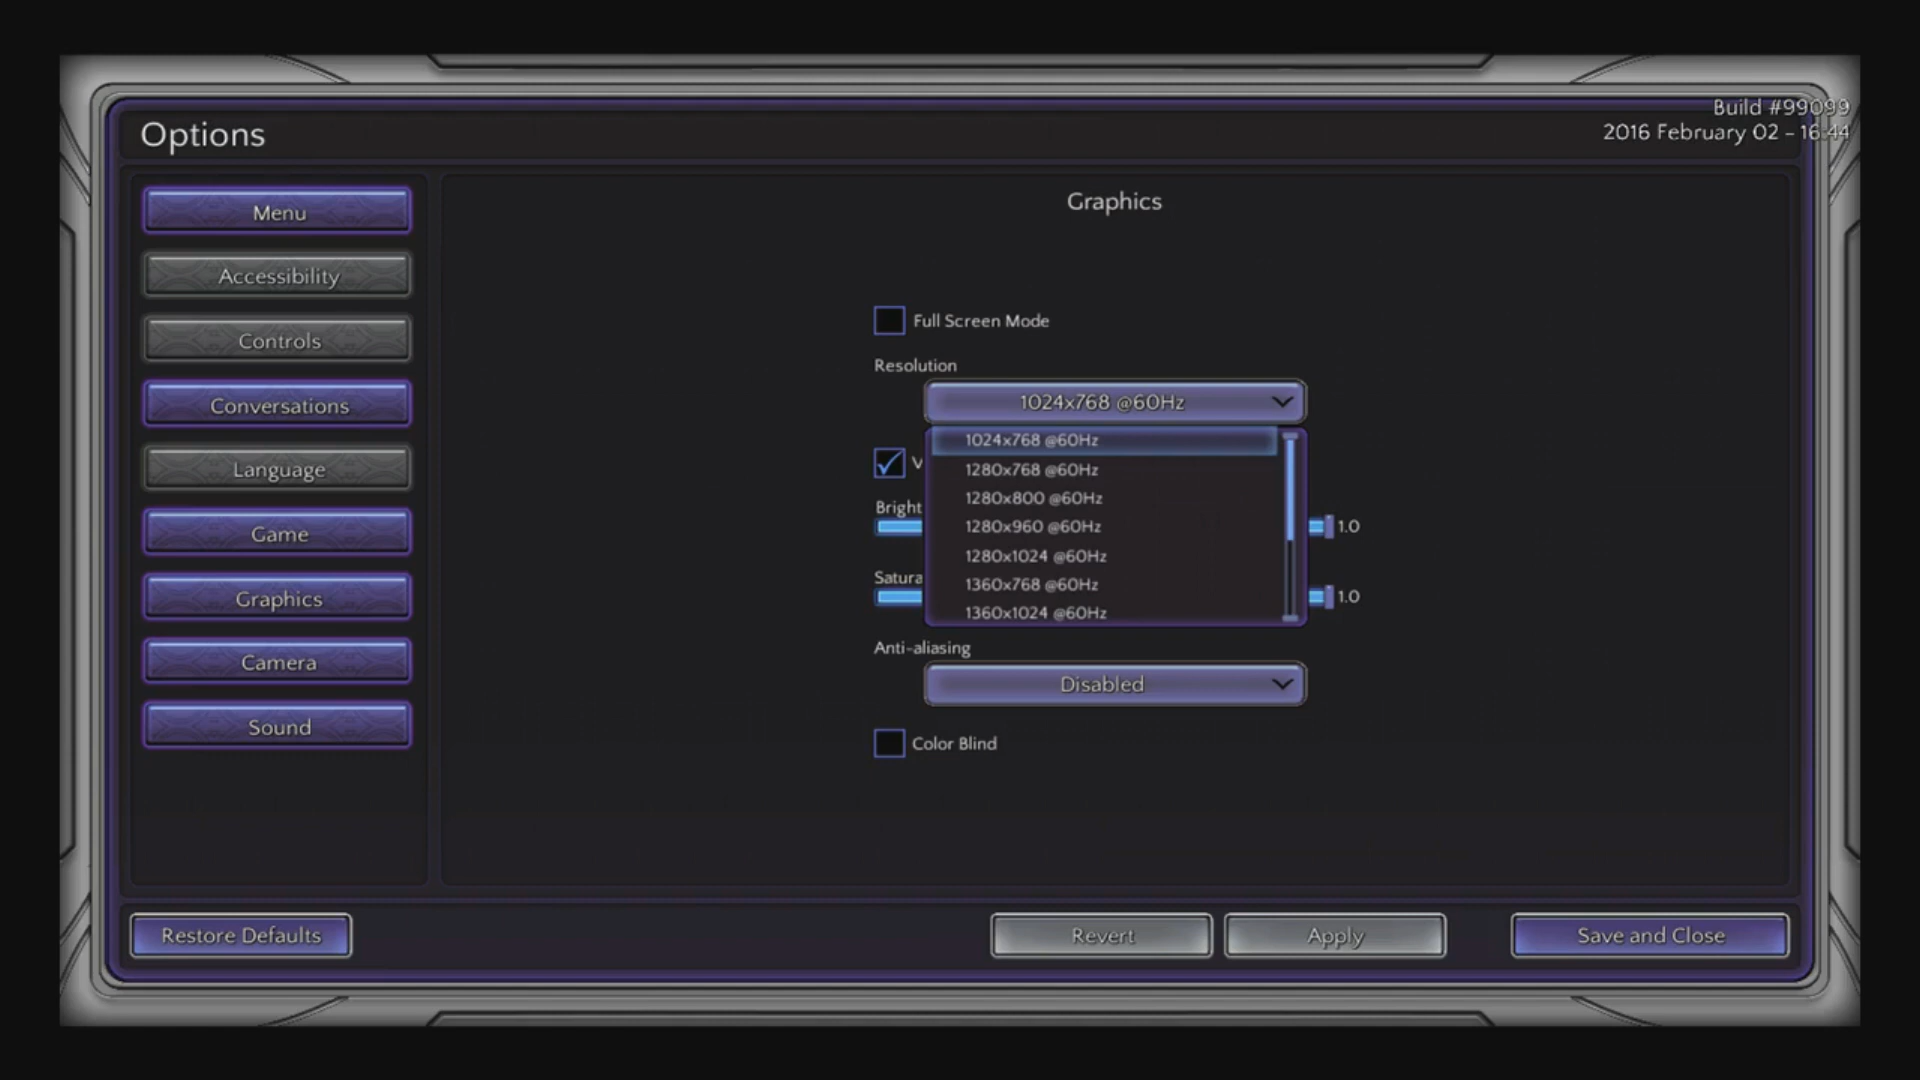 Build #99099
Options
2016 February 02 - 16:44
Menu
Accessibility
Controls
Conversations
Language
Game
Graphics
Camera
Sound
Graphics
Full Screen Mode
Resolution
1024x768 @60Hz
1024x768 @60Hz
1280x768 @60Hz
1280x800 @60Hz
1280x960 @60Hz
1280x1024 @60Hz
1360x768 @60Hz
1360x1024 @60Hz
V
Bright
1.0
Satura
1.0
Anti-aliasing
Disabled
Color Blind
Restore Defaults
Revert
Apply
Save and Close